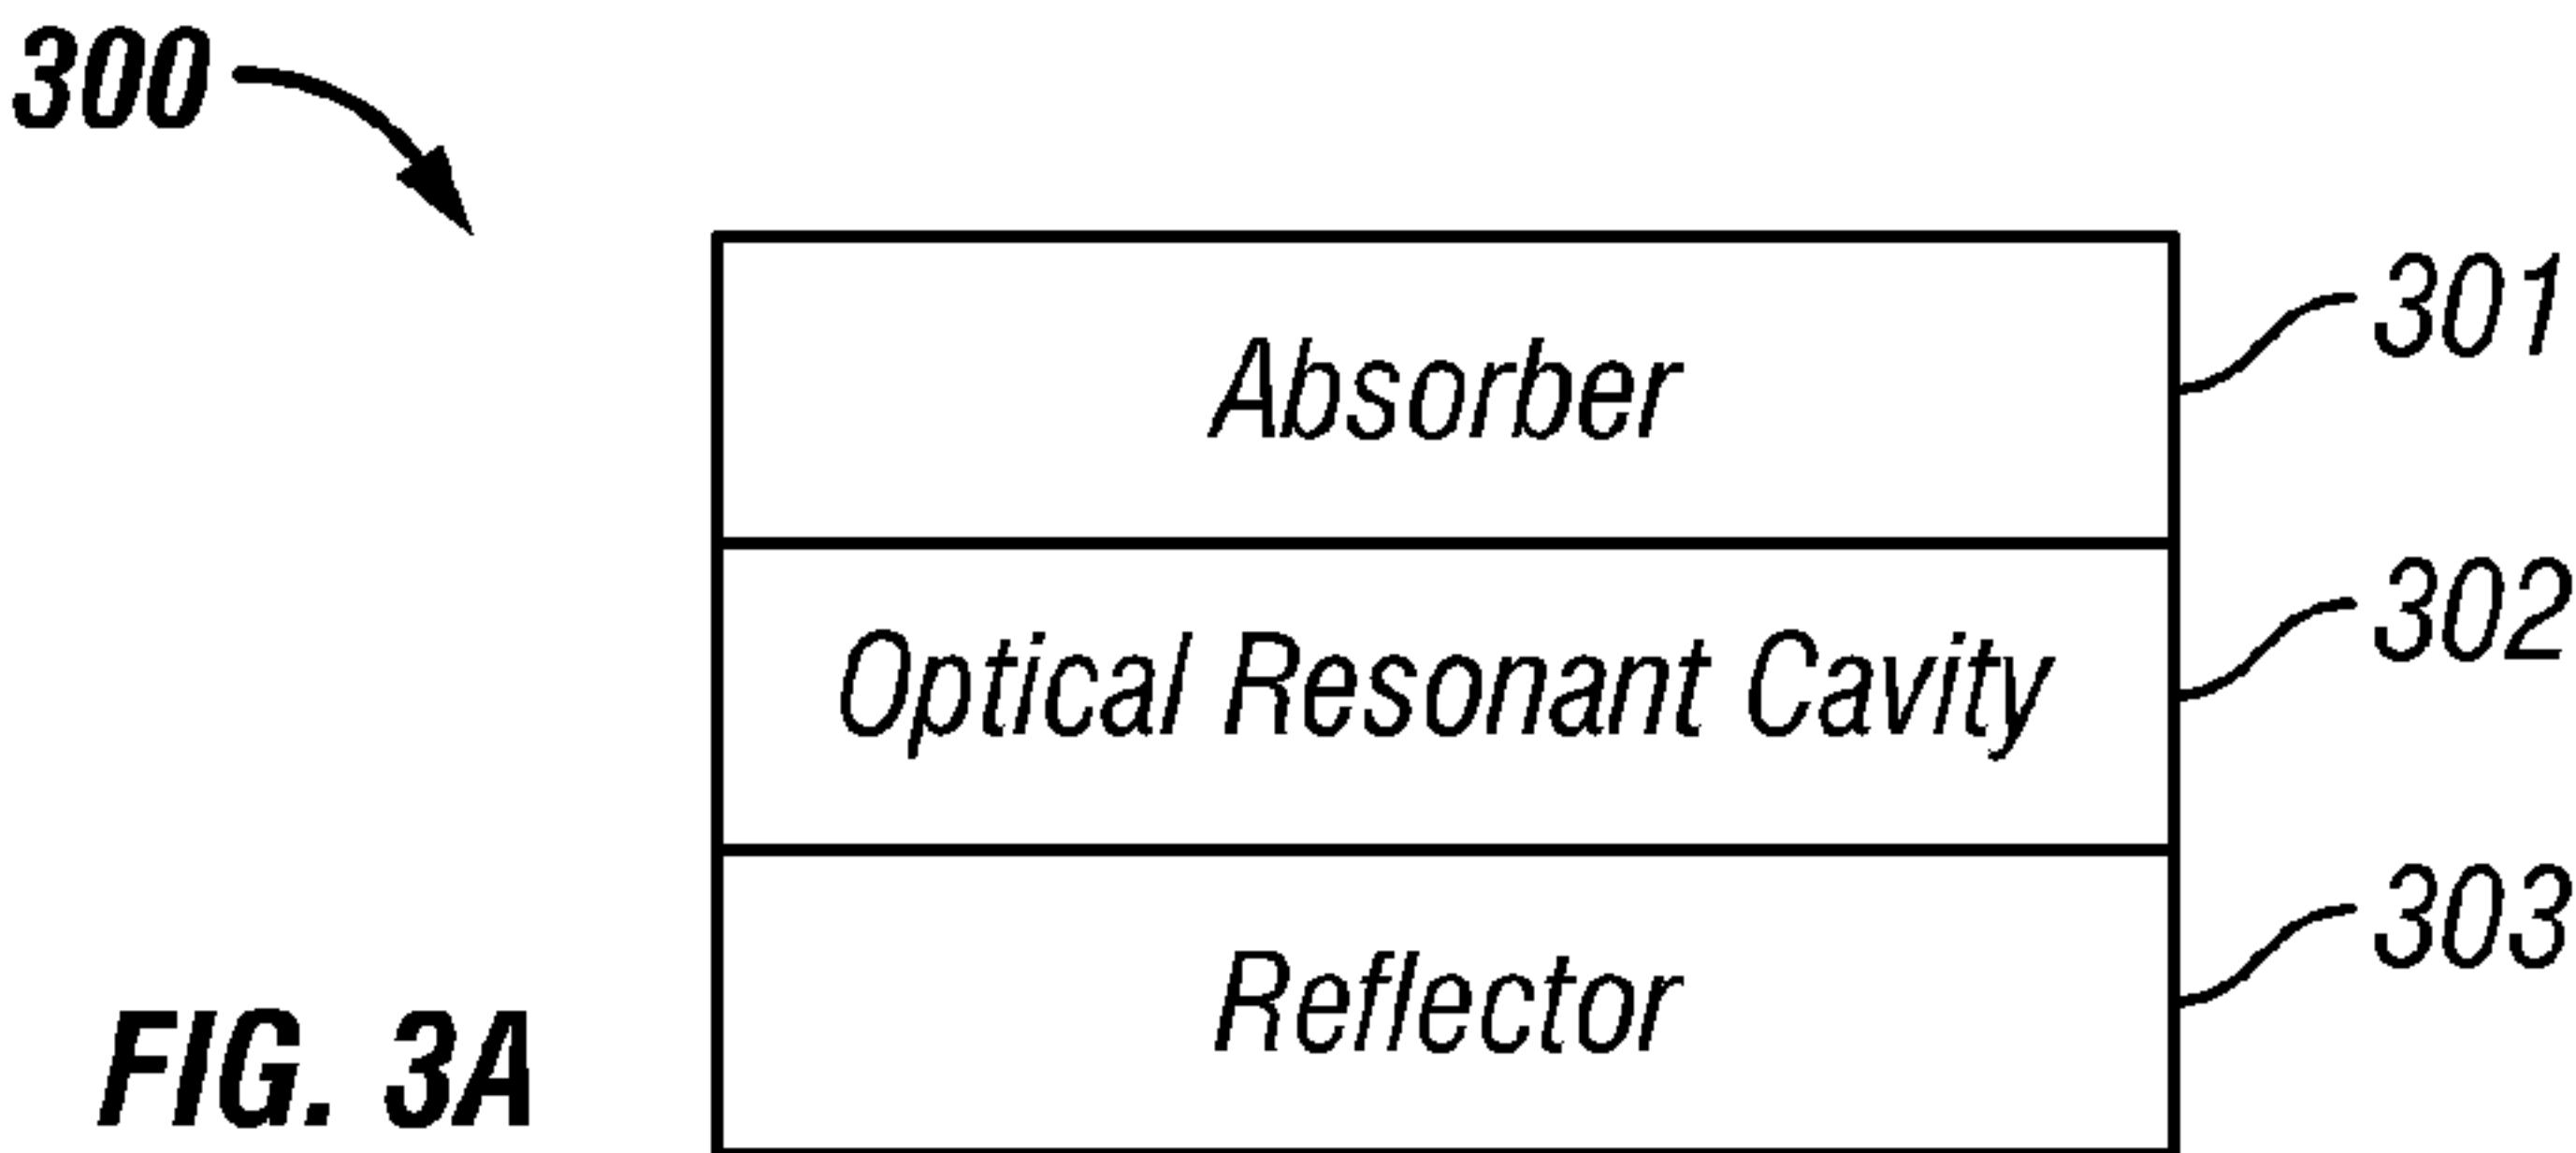 300
Absorber
301
Optical Resonant Cavity
302
Reflector
303
FIG. 3A